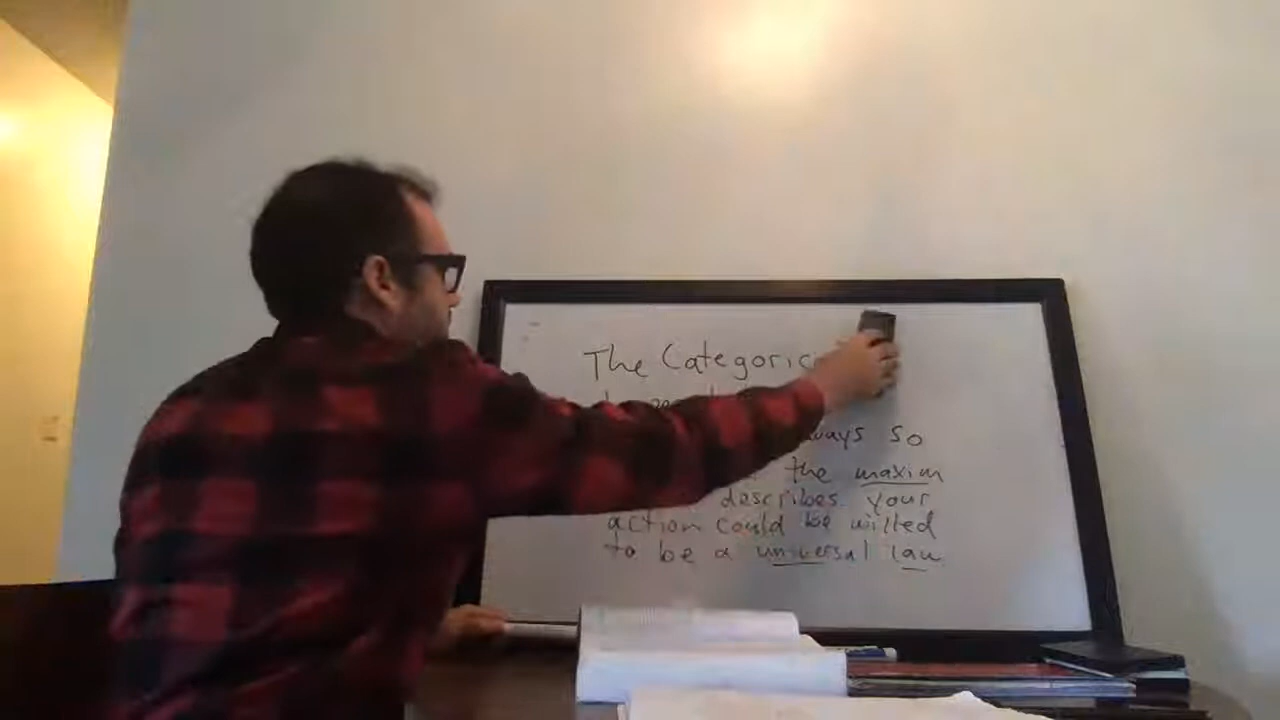 The Categoric
ways so
the maxim
describes your
action could be willed
to be a universal law